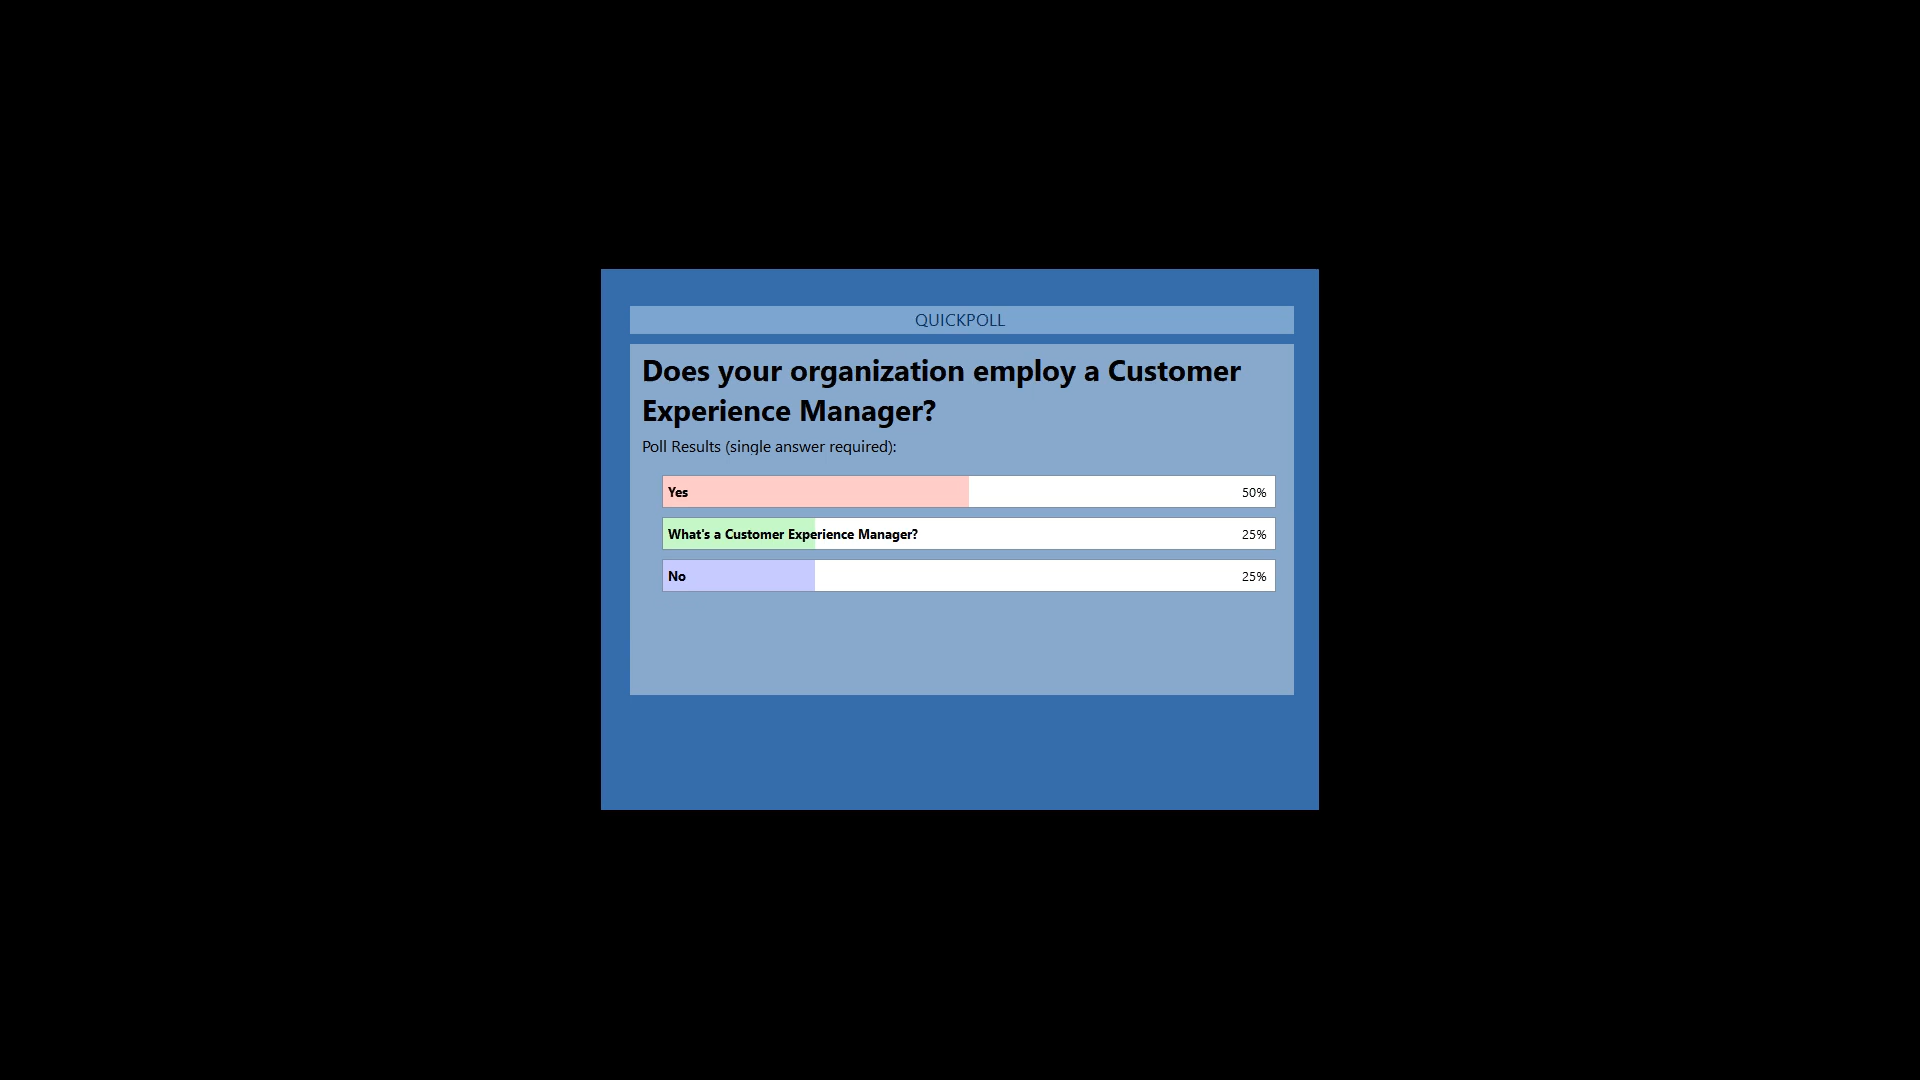 QUICKPOLL
Does your organization employ a Customer
Experience Manager?
Poll Results (single answer required):
Yes 50%
What's a Customer Experience Manager? 25%
No 25%